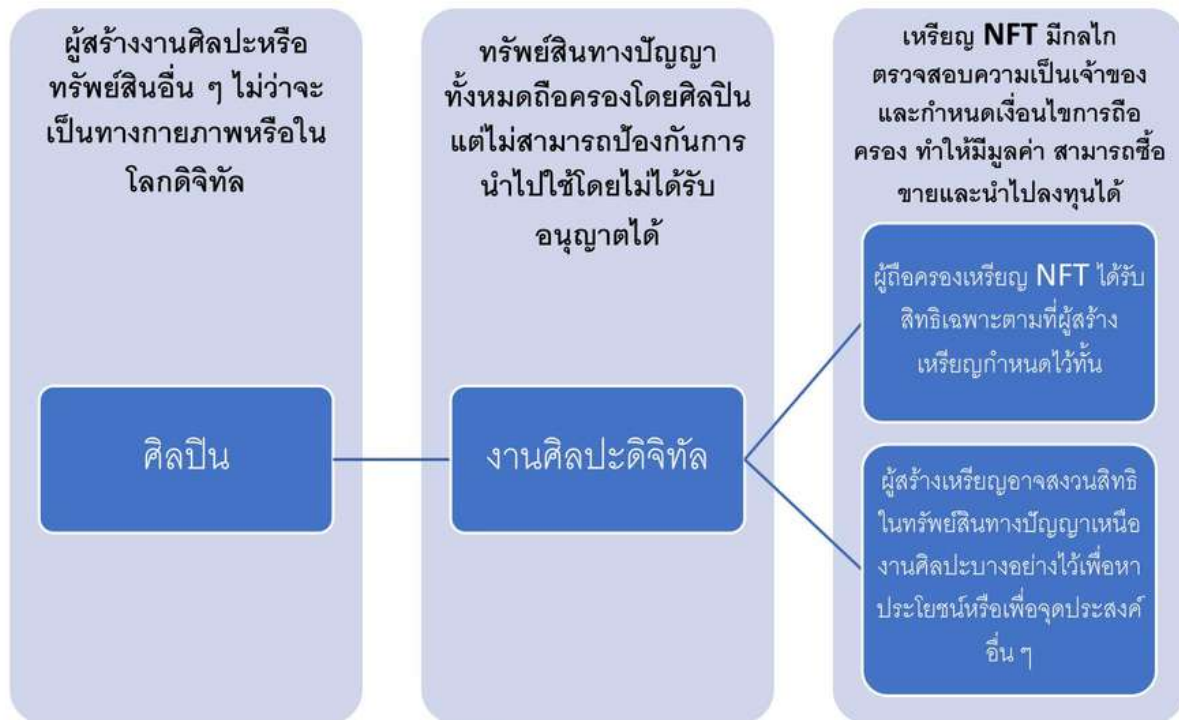 ผู้สร้างงานศิลปะหรือ
ทรัพย์สินอื่น ๆ ไม่ว่าจะ
เป็นทางกายภาพหรือใน
โลกดิจิทัล
ศิลปิน
ทรัพย์สินทางปัญญา
ทั้งหมดถือครองโดยศิลปิน
แต่ไม่สามารถป้องกันการ
นำไปใช้โดยไม่ได้รับ
อนุญาตได้
งานศิลปะดิจิทัล
เหรียญ NFT มีกลไก
ตรวจสอบความเป็นเจ้าของ
และกำหนดเงื่อนไขการถือ
ครอง ทำให้มีมูลค่า สามารถซื้อ
ขายและนำไปลงทุนได้
ผู้ถือครองเหรียญ NFT ได้รับ
สิทธิเฉพาะตามที่ผู้สร้าง
เหรียญกำหนดไว้ทั้น
ผู้สร้างเหรียญอาจสงวนสิทธิ
ในทรัพย์สินทางปัญญาเหนือ
งานศิลปะบางอย่างไว้เพื่อหา
ประโยชน์หรือเพื่อจุดประสงค์
อื่น ๆ